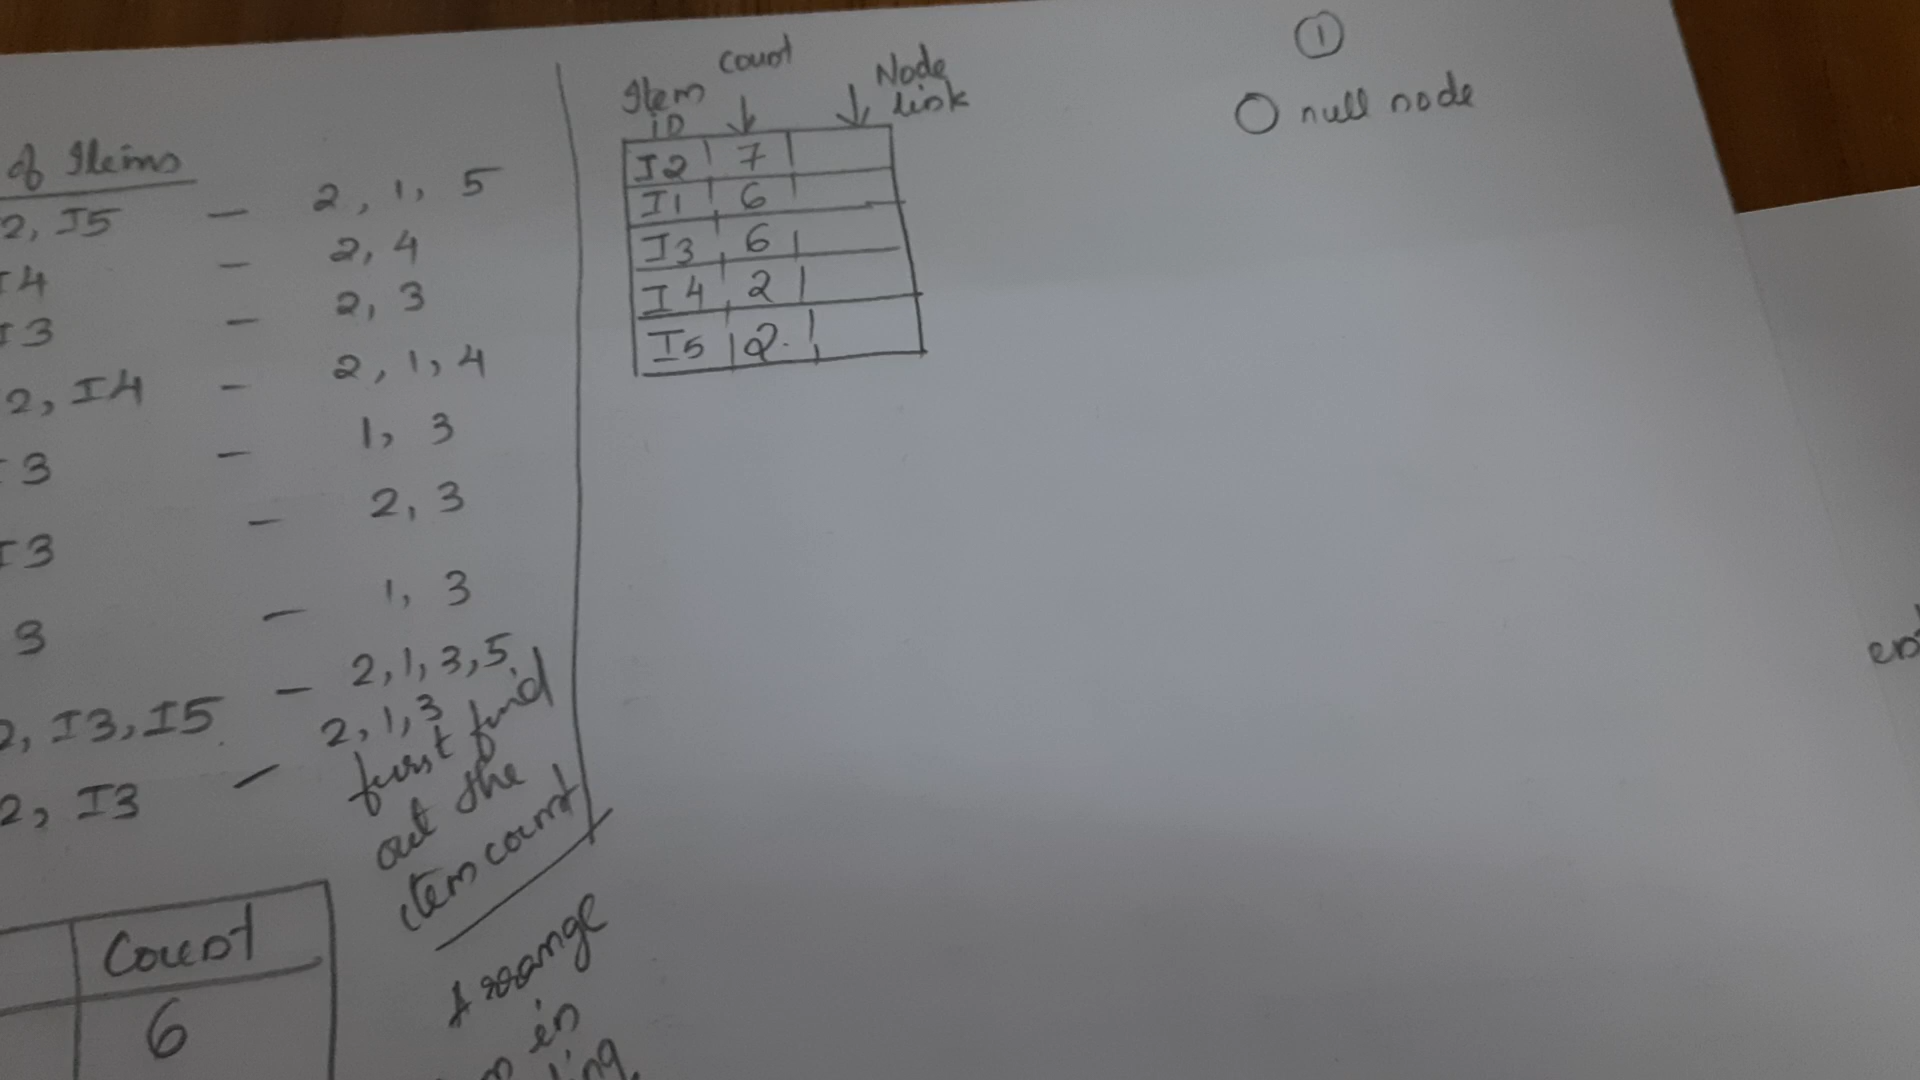 of Items
2, I5 — 2, 1, 5
I4 — 2, 4
I3 — 2, 3
2, I4 — 2, 1, 4
I3 — 1, 3
I3 — 2, 3
3 — 1, 3
2, I3, I5 — 2, 1, 3, 5
2, I3 — 2, 1, 3
first find
out the
item count
Arrange
in
Count
6
Item ID count Node link
I2 7
I1 6
I3 6
I4 2
I5 2
1
null node